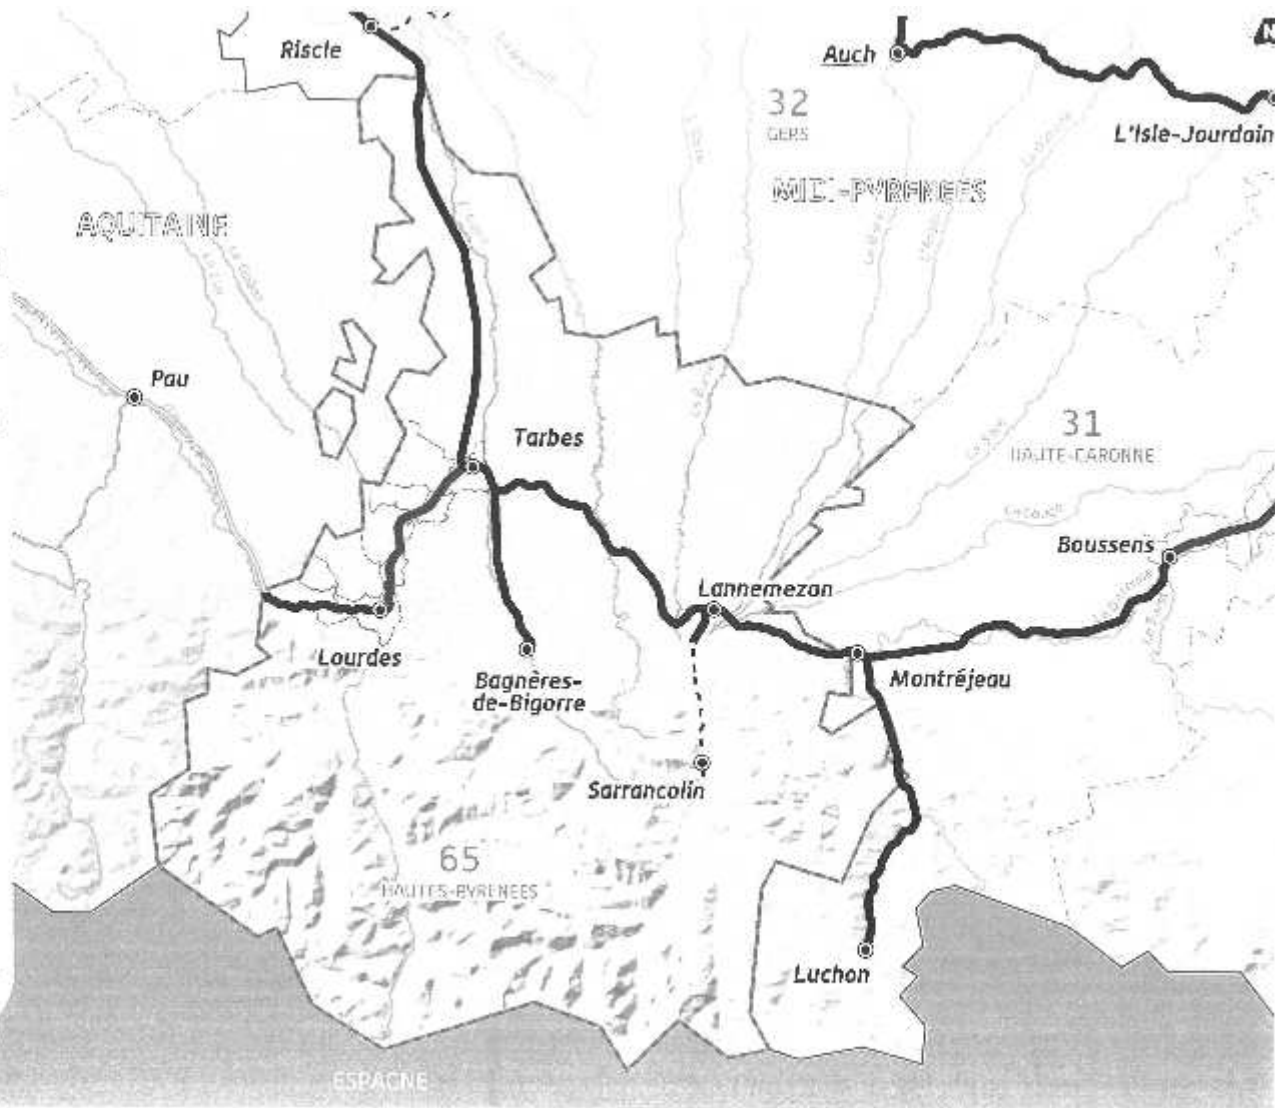 Riscle
Auch
32
GERS
L'Isle-Jourdain
MIDI-PYRENEES
AQUITAINE
Pau
Tarbes
31
HAUTE-GARONNE
Boussens
Lannemezan
Lourdes
Bagnères-
de-Bigorre
Montréjeau
Sarrancolin
65
HAUTES-PYRENEES
Luchon
ESPAGNE